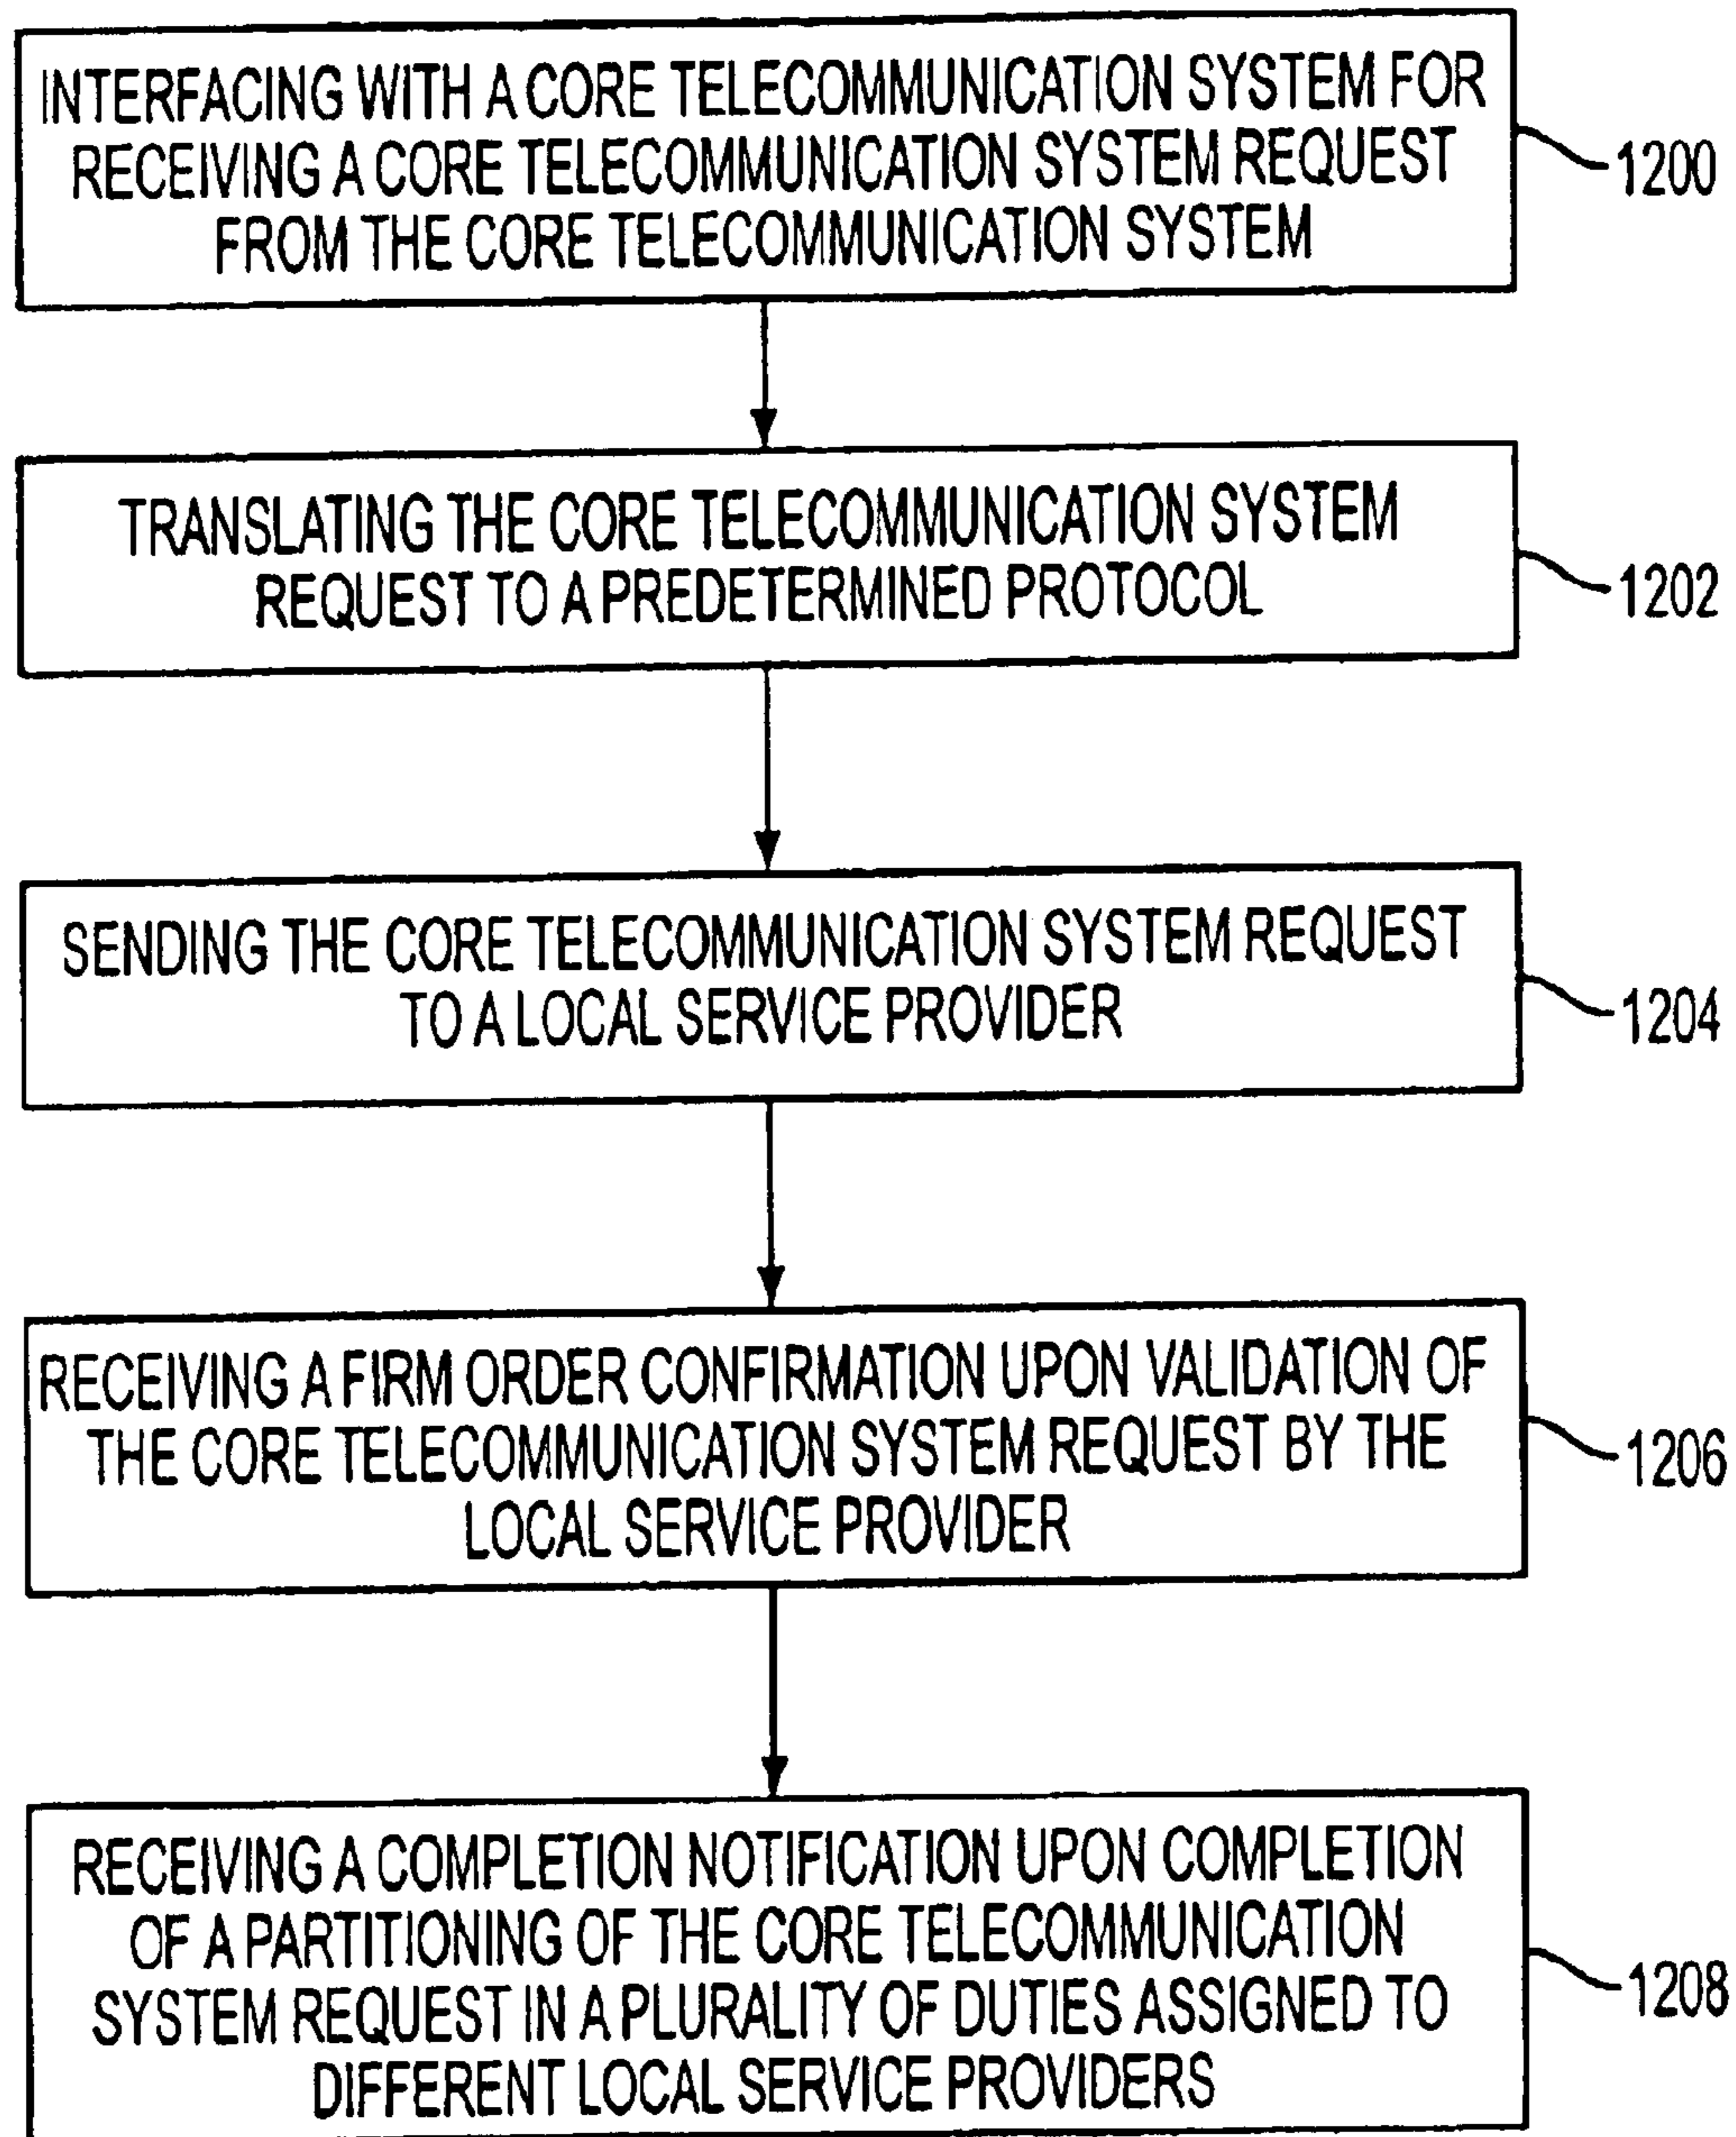 INTERFACING WITH A CORE TELECOMMUNICATION SYSTEM FOR
RECEIVING A CORE TELECOMMUNICATION SYSTEM REQUEST
FROM THE CORE TELECOMMUNICATION SYSTEM
1200
TRANSLATING THE CORE TELECOMMUNICATION SYSTEM
REQUEST TO A PREDETERMINED PROTOCOL
1202
SENDING THE CORE TELECOMMUNICATION SYSTEM REQUEST
TO A LOCAL SERVICE PROVIDER
1204
RECEIVING A FIRM ORDER CONFIRMATION UPON VALIDATION OF
THE CORE TELECOMMUNICATION SYSTEM REQUEST BY THE
LOCAL SERVICE PROVIDER
1206
RECEIVING A COMPLETION NOTIFICATION UPON COMPLETION
OF A PARTITIONING OF THE CORE TELECOMMUNICATION
SYSTEM REQUEST IN A PLURALITY OF DUTIES ASSIGNED TO
DIFFERENT LOCAL SERVICE PROVIDERS
1208